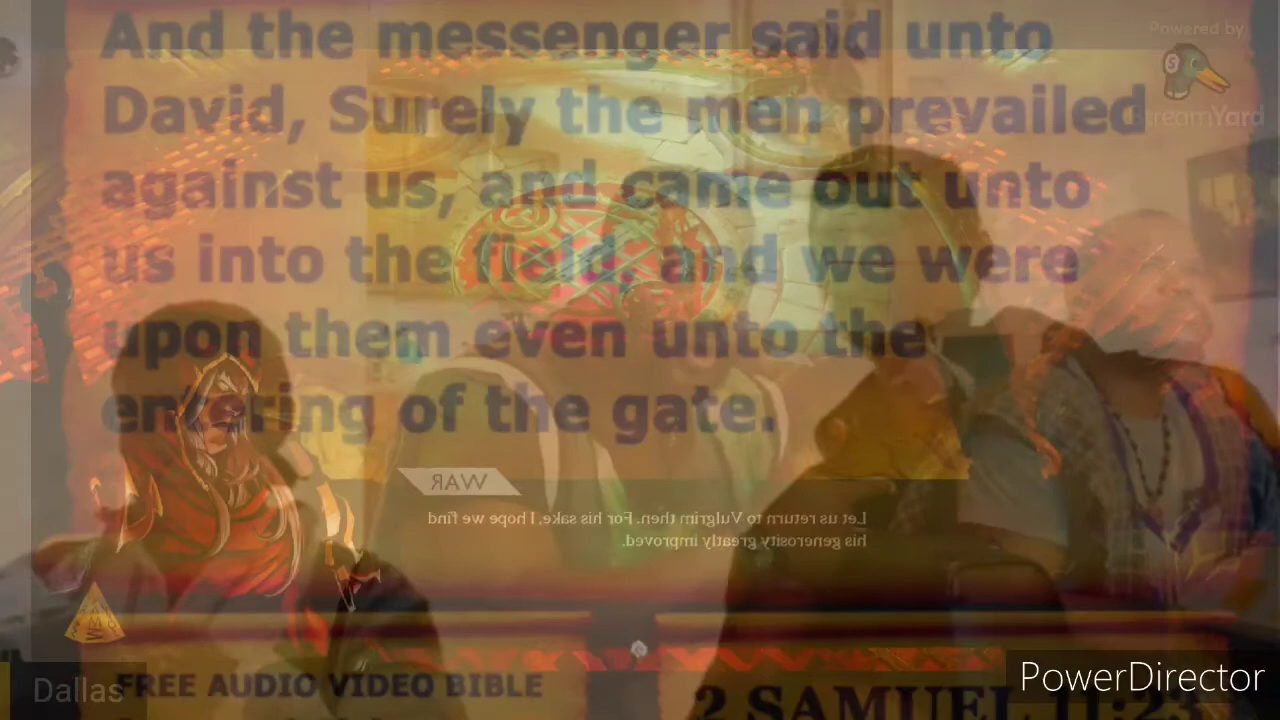 And the messenger said unto
Powered by
David, Surely the men prevailed
StreamYard
against us, and came out unto
us into the field, and we were
upon them even unto the
entering of the gate.
WAR
Let us return to Vulgrim then. For his sake, I hope we find
his generosity greatly improved.
Dallas
FREE AUDIO VIDEO BIBLE
2 SAMUEL 11:23
PowerDirector